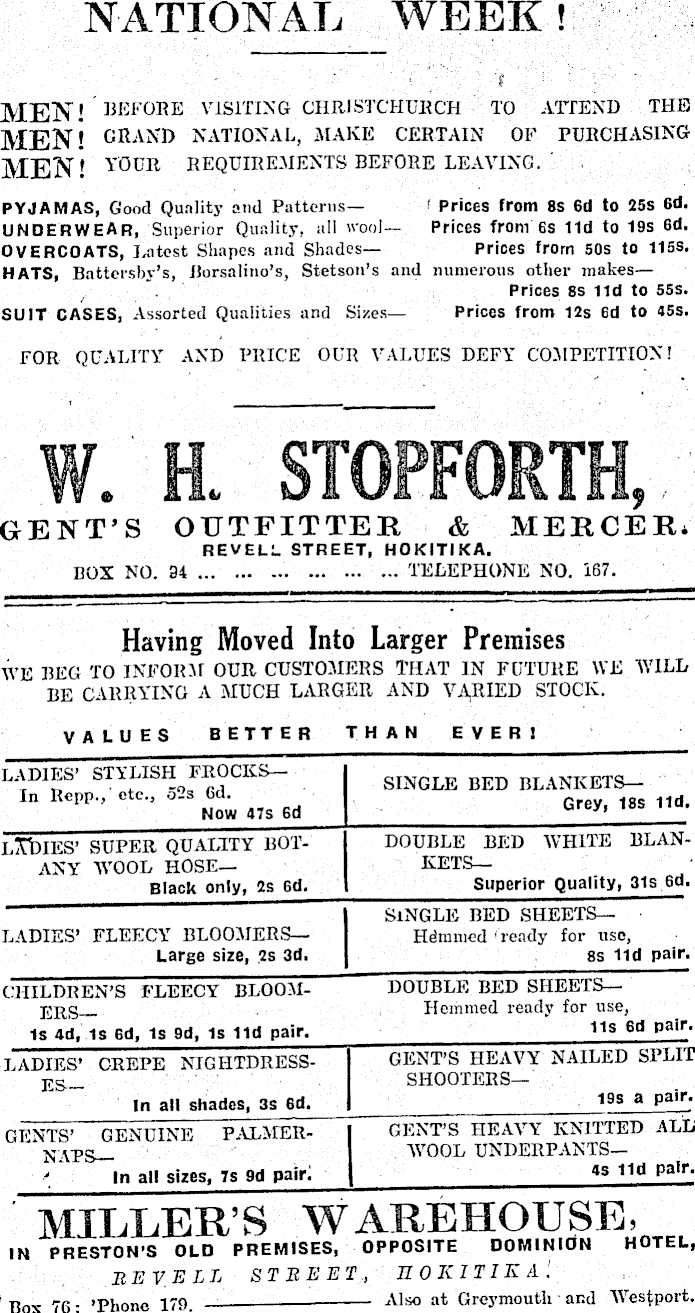 NATIONAL WEEK!
MEN! BEFORE VISITING CHRISTCHURCH TO ATTEND THE
MEN! GRAND NATIONAL, MAKE CERTAIN OF PURCHASING
MEN! YOUR REQUIREMENTS BEFORE LEAVING.
PYJAMAS, Good Quality and Patterns— Prices from 8s 6d to 25s 6d.
UNDERWEAR, Superior Quality, all wool— Prices from 6s 11d to 19s 6d.
OVERCOATS, Latest Shapes and Shades— Prices from 50s to 115s.
HATS, Battersby's, Borsalino's, Stetson's and numerous other makes—
Prices 8s 11d to 55s.
SUIT CASES, Assorted Qualities and Sizes— Prices from 12s 6d to 45s.
FOR QUALITY AND PRICE OUR VALUES DEFY COMPETITION!
W. H. STOPFORTH,
GENT'S OUTFITTER & MERCER.
REVELL STREET, HOKITIKA.
BOX NO. 94 ... ... ... ... ... ... TELEPHONE NO. 167.
Having Moved Into Larger Premises
WE BEG TO INFORM OUR CUSTOMERS THAT IN FUTURE WE WILL
BE CARRYING A MUCH LARGER AND VARIED STOCK.
VALUES BETTER THAN EVER!
LADIES' STYLISH FROCKS—
In Repp., etc., 52s 6d.
Now 47s 6d
LADIES' SUPER QUALITY BOT-
ANY WOOL HOSE—
Black only, 2s 6d.
LADIES' FLEECY BLOOMERS—
Large size, 2s 3d.
CHILDREN'S FLEECY BLOOM-
ERS—
1s 4d, 1s 6d, 1s 9d, 1s 11d pair.
LADIES' CREPE NIGHTDRESS-
ES—
In all shades, 3s 6d.
GENTS' GENUINE PALMER-
NAPS—
In all sizes, 7s 9d pair.
SINGLE BED BLANKETS—
Grey, 18s 11d.
DOUBLE BED WHITE BLAN-
KETS—
Superior Quality, 31s 6d.
SINGLE BED SHEETS—
Hemmed ready for use,
8s 11d pair.
DOUBLE BED SHEETS—
Hemmed ready for use,
11s 6d pair.
GENT'S HEAVY NAILED SPLIT
SHOOTERS—
19s a pair.
GENT'S HEAVY KNITTED ALL
WOOL UNDERPANTS—
4s 11d pair.
MILLER'S WAREHOUSE,
IN PRESTON'S OLD PREMISES, OPPOSITE DOMINION HOTEL,
REVELL STREET, HOKITIKA.
Box 76: 'Phone 179. ——— Also at Greymouth and Westport.